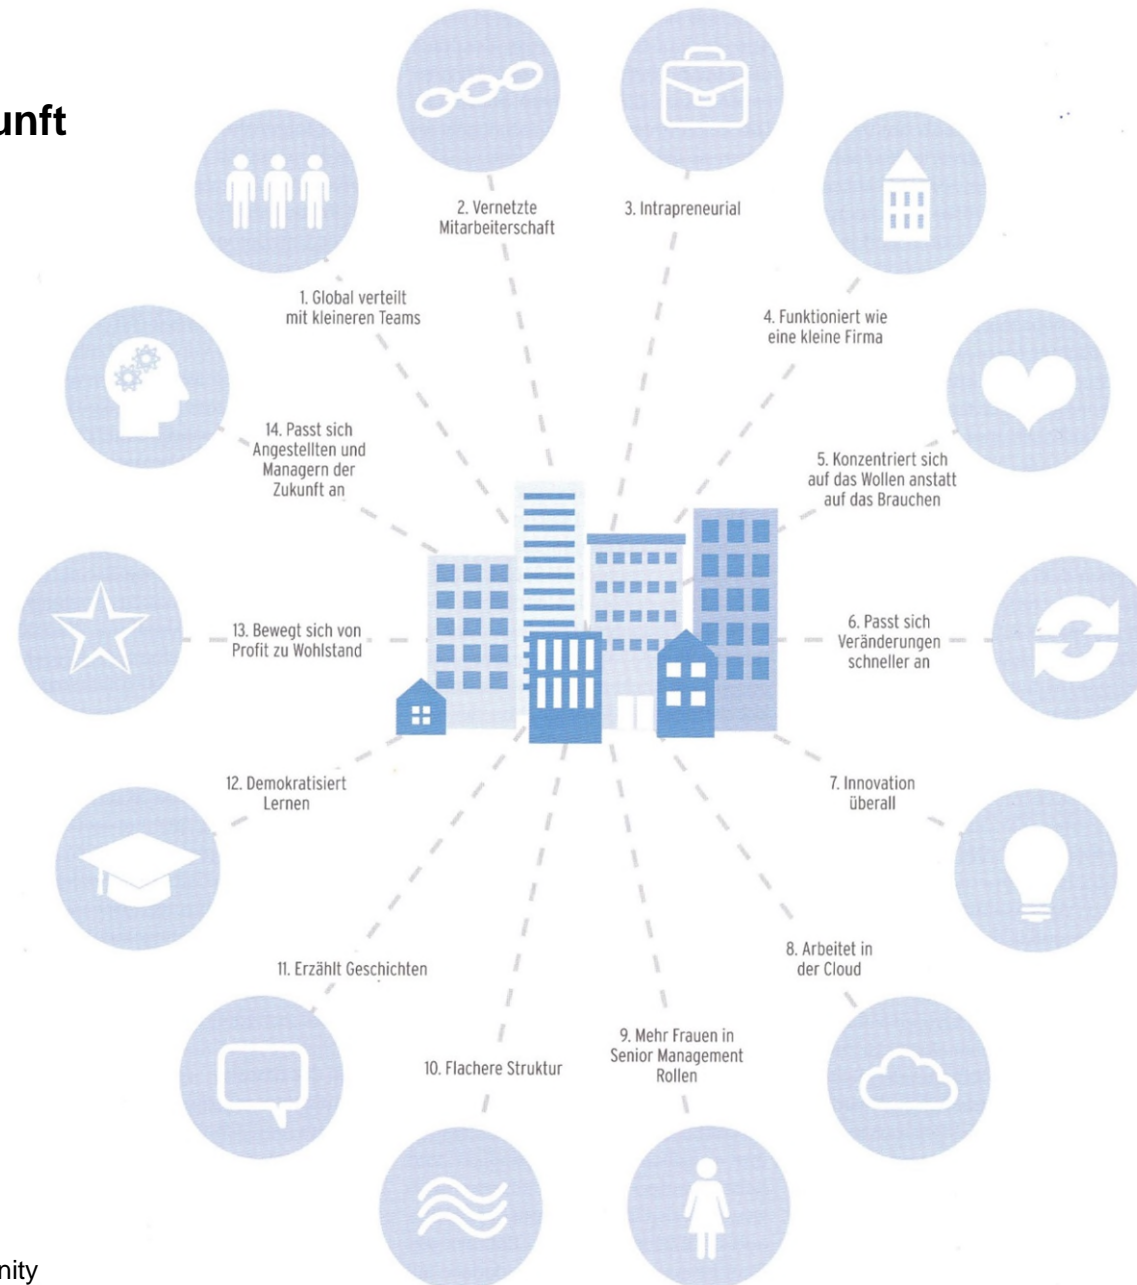 unft
2. Vernetzte
Mitarbeiterschaft
3. Intrapreneurial
1. Global verteilt
mit kleineren Teams
4. Funktioniert wie
eine kleine Firma
14. Passt sich
Angestellten und
Managern der
Zukunft an
5. Konzentriert sich
auf das Wollen anstatt
auf das Brauchen
13. Bewegt sich von
Profit zu Wohlstand
6. Passt sich
Veränderungen
schneller an
12. Demokratisiert
Lernen
7. Innovation
überall
11. Erzählt Geschichten
8. Arbeitet in
der Cloud
10. Flachere Struktur
9. Mehr Frauen in
Senior Management
Rollen
nity